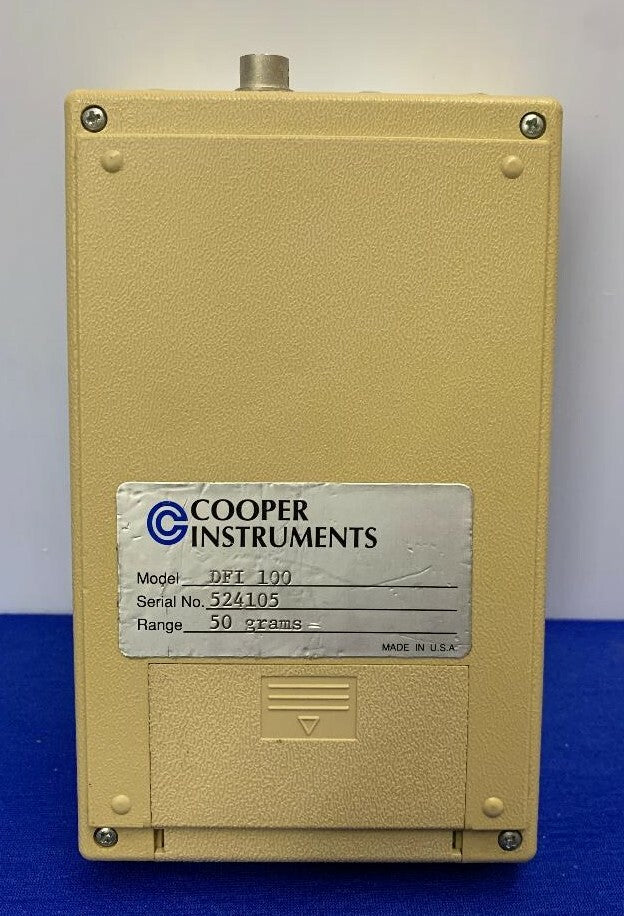 COOPER
INSTRUMENTS
Model DFI 100
Serial No. 524105
Range 50 grams
MADE IN U.S.A.